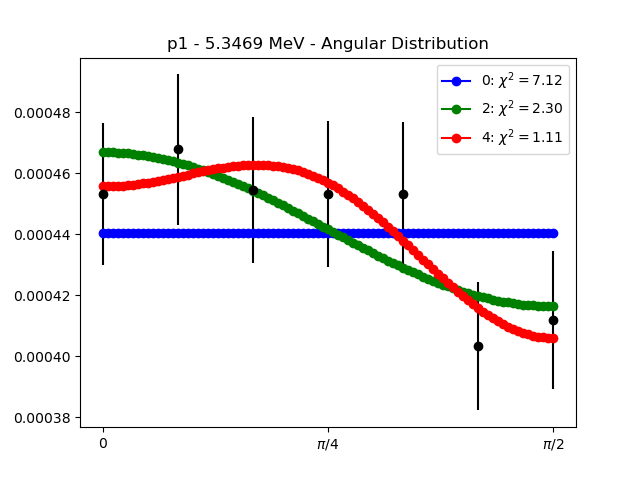 p1 - 5.3469 MeV - Angular Distribution
0: χ² = 7.12
2: χ² = 2.30
4: χ² = 1.11
0.00048
0.00046
0.00044
0.00042
0.00040
0.00038
0 π/4 π/2